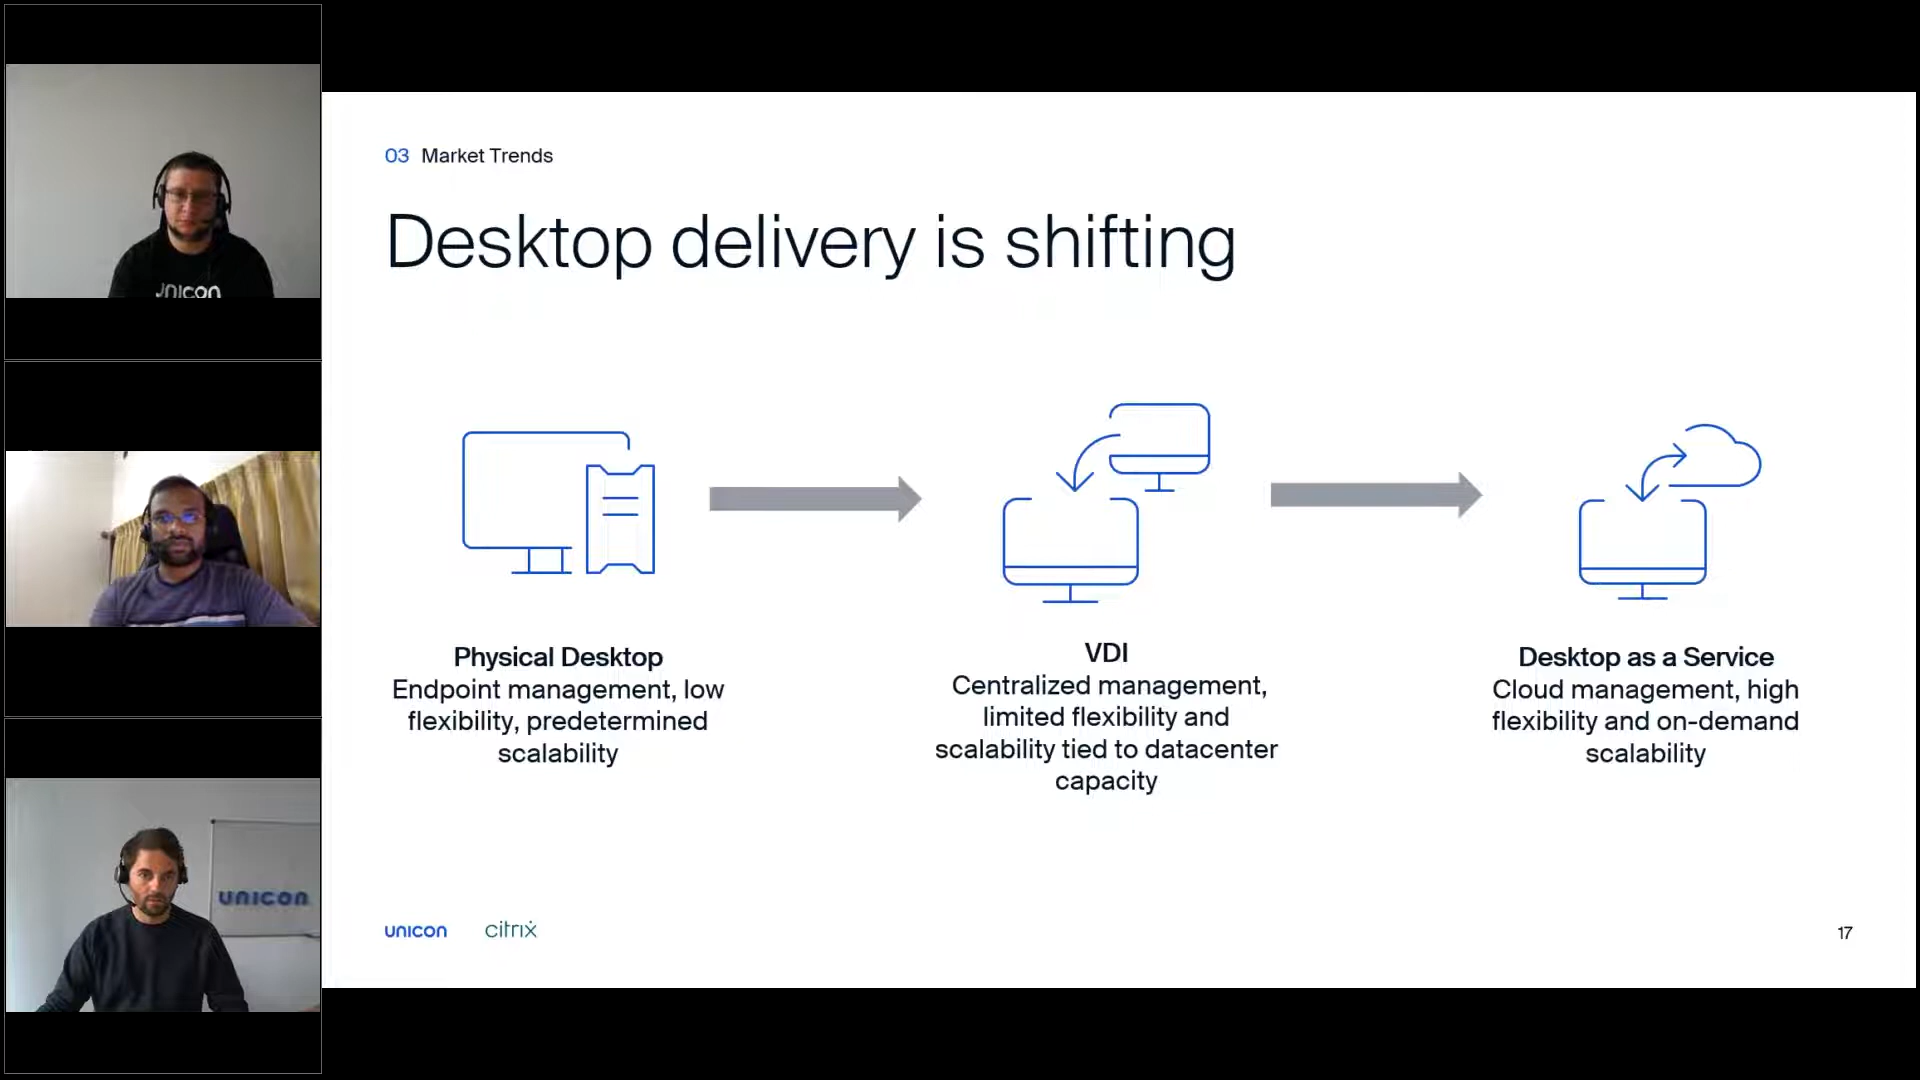 03 Market Trends
Desktop delivery is shifting
Physical Desktop
Endpoint management, low
flexibility, predetermined
scalability
VDI
Centralized management,
limited flexibility and
scalability tied to datacenter
capacity
Desktop as a Service
Cloud management, high
flexibility and on-demand
scalability
unicon
citrix
17
unicon
unicon